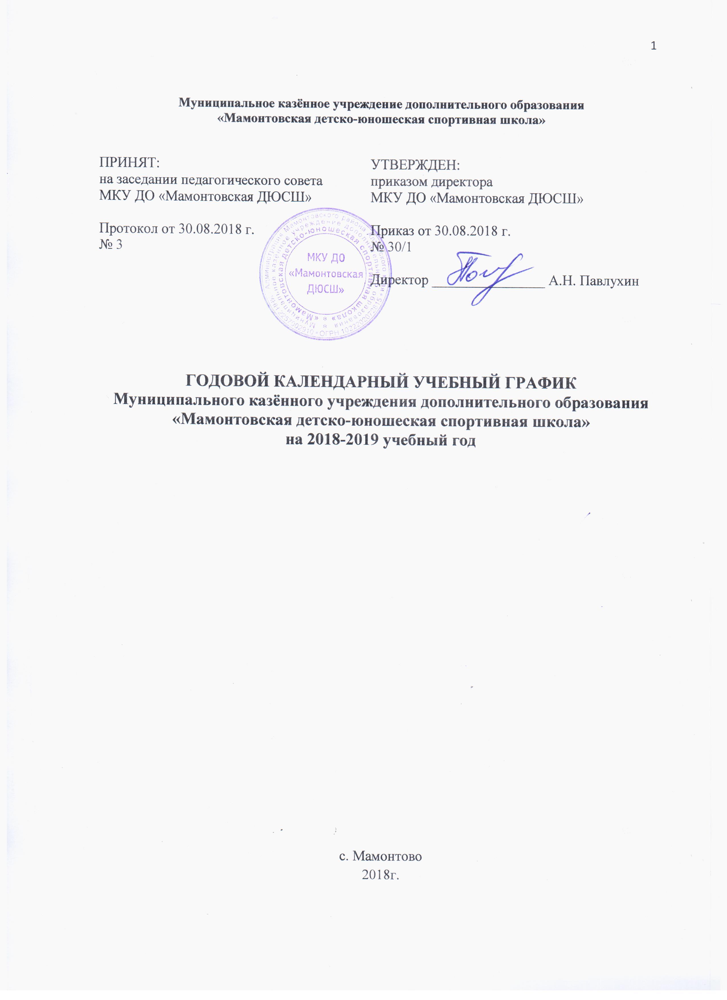 1
Муниципальное казённое учреждение дополнительного образования
«Мамонтовская детско-юношеская спортивная школа»
ПРИНЯТ:
на заседании педагогического совета
МКУ ДО «Мамонтовская ДЮСШ»
Протокол от 30.08.2018 г.
№ 3
УТВЕРЖДЕН:
приказом директора
МКУ ДО «Мамонтовская ДЮСШ»
Приказ от 30.08.2018 г.
№ 30/1
Директор ________________ А.Н. Павлухин
Администрация Мамонтовского района Алтайского края * ИНН 2257002910 * ОГРН 1022202072815 *
Муниципальное казенное учреждение дополнительного образования *
«Мамонтовская детско-юношеская спортивная школа» *
МКУ ДО
«Мамонтовская
ДЮСШ»
ГОДОВОЙ КАЛЕНДАРНЫЙ УЧЕБНЫЙ ГРАФИК
Муниципального казённого учреждения дополнительного образования
«Мамонтовская детско-юношеская спортивная школа»
на 2018-2019 учебный год
с. Мамонтово
2018г.